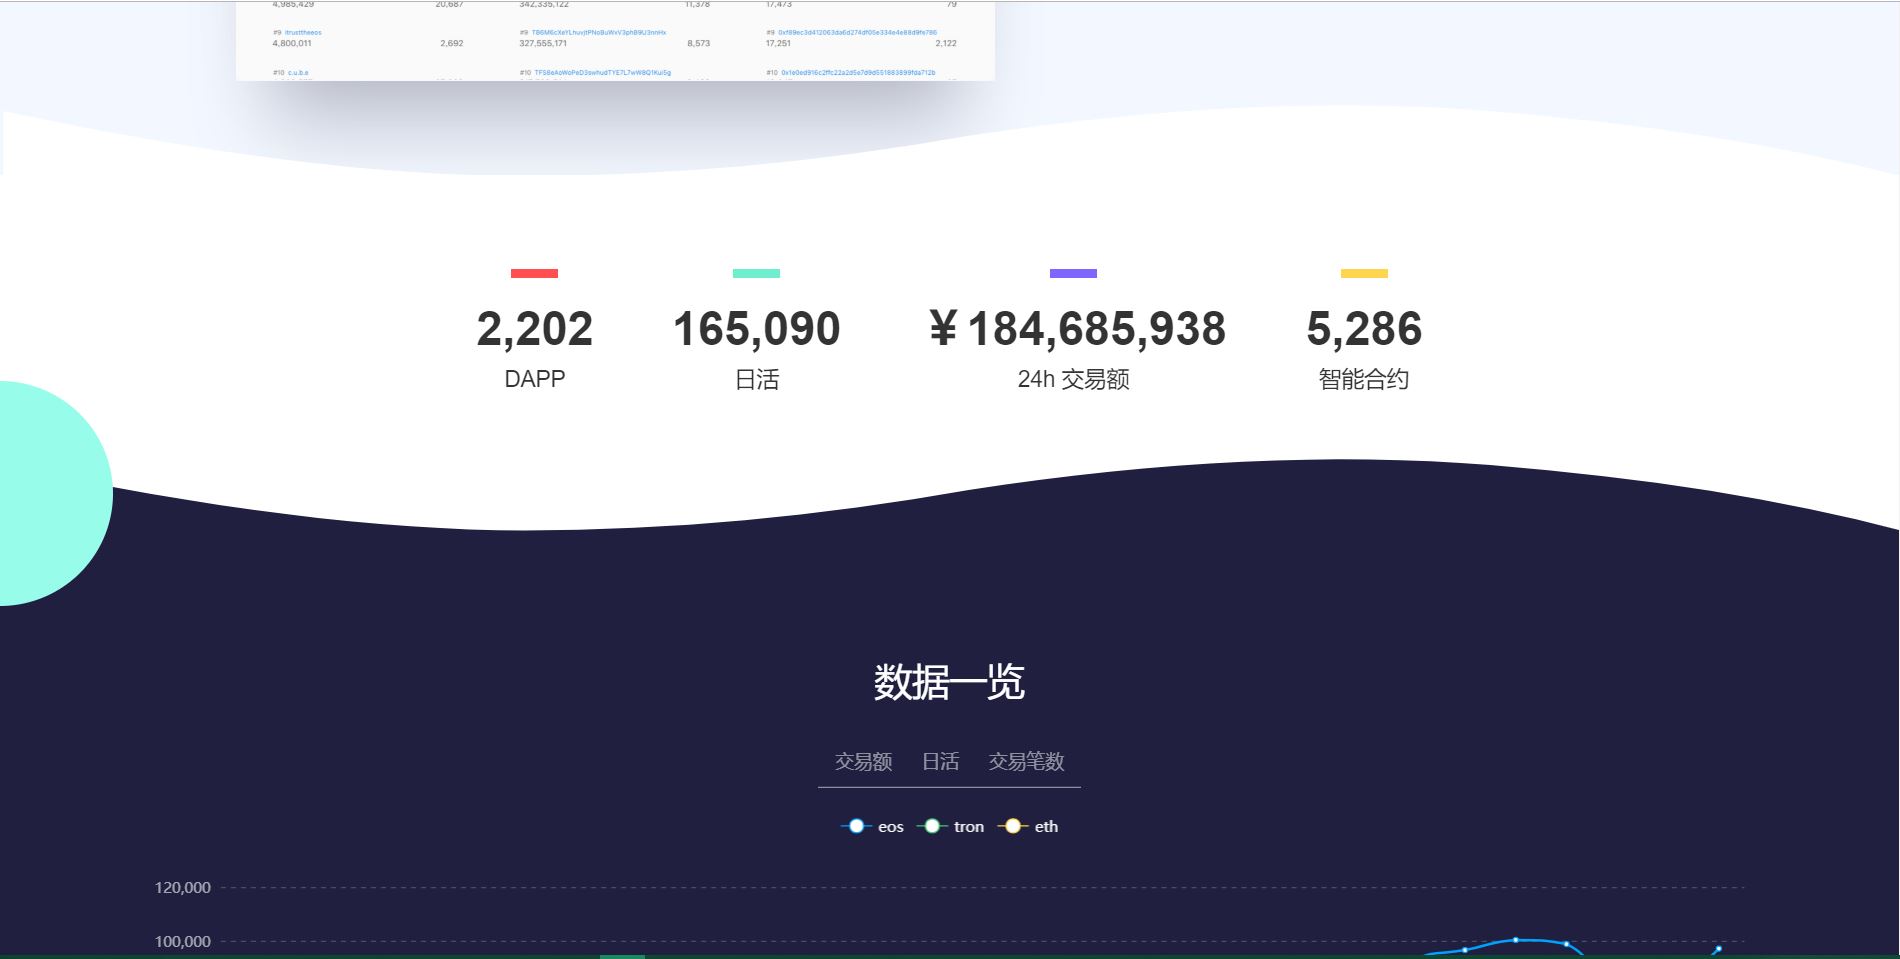 4,985,429 20,687 342,335,122 11,378 17,473 79
#9 itrusttheeos #9 TB6M6cXeYLhuvjtPNoBuWxV3phB9U3nnHx #9 0xf89ec3d412063da6d274df05e334e4e88d9fe786
4,800,011 2,692 327,555,171 8,573 17,251 2,122
#10 c.u.b.e #10 TFS8eAoWoPeD3swhudTYE7L7wW8Q1Kui5g #10 0x1e0ed916c2ffc22a2d5e7d9d551883899fda712b
2,202 165,090 ¥184,685,938 5,286
DAPP 日活 24h 交易额 智能合约
数据一览
交易额 日活 交易笔数
eos tron eth
120,000
100,000